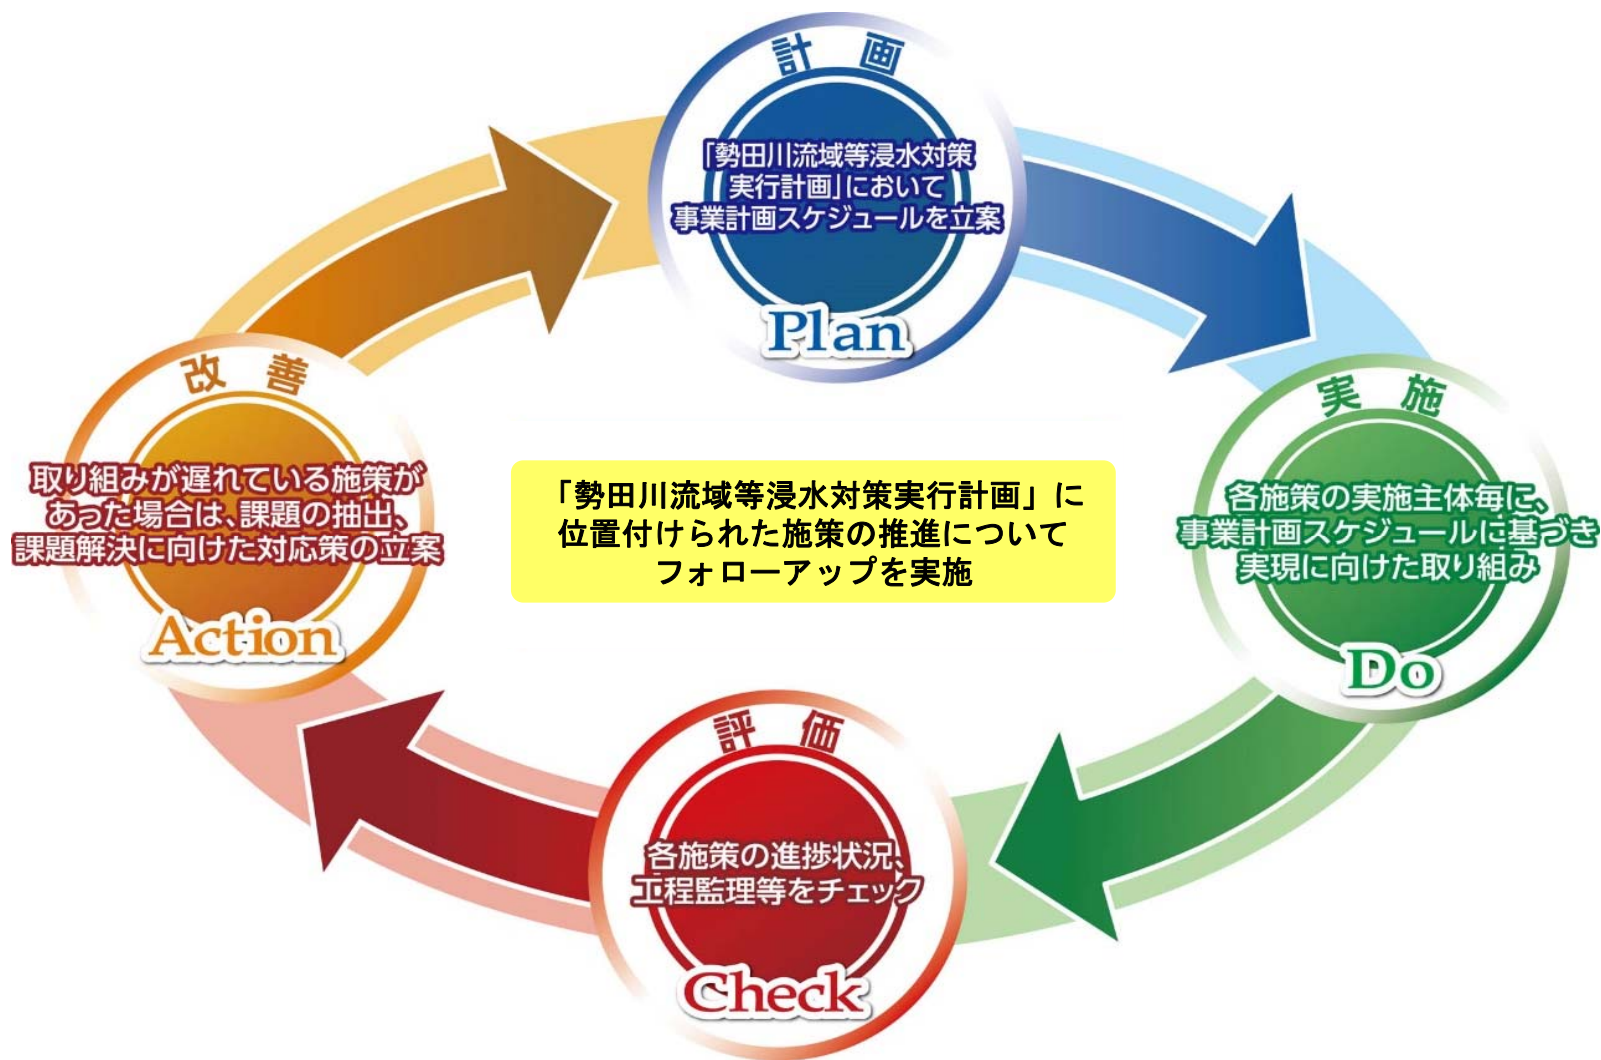 計画
「勢田川流域等浸水対策
実行計画」において
事業計画スケジュールを立案
Plan
実施
各施策の実施主体毎に、
事業計画スケジュールに基づき
実現に向けた取り組み
Do
評価
各施策の進捗状況、
工程監理等をチェック
Check
改善
取り組みが遅れている施策が
あった場合は、課題の抽出、
課題解決に向けた対応策の立案
Action
「勢田川流域等浸水対策実行計画」に
位置付けられた施策の推進について
フォローアップを実施